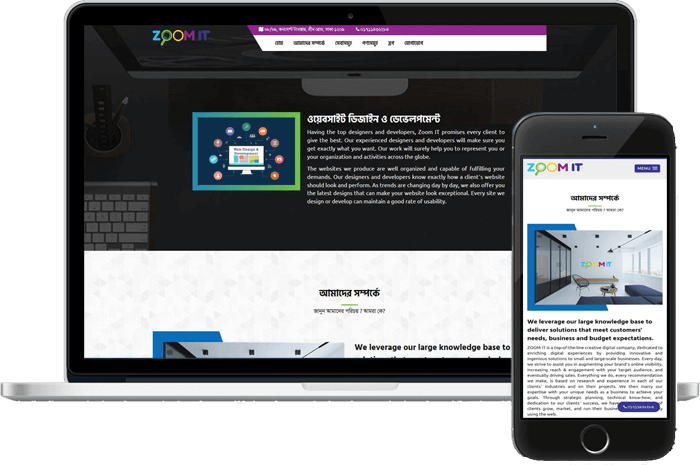 ZOOM IT
হোম আমাদের সম্পর্কে সেবাসমূহ পণ্যসমূহ ব্লগ যোগাযোগ
ওয়েবসাইট ডিজাইন ও ডেভেলপমেন্ট
Web Design &
Development
Having the top designers and developers, Zoom IT promises every client to
give the best. Our experienced designers and developers will make sure you
get exactly what you want. Our work will surely help you to represent you or
your organization and activities across the globe.
The websites we produce are well organized and capable of fulfilling your
demands. Our designers and developers know exactly how a client's website
should look and perform. As trends are changing day by day, we also offer you
the latest designs that can make your website look exceptional. Every site we
design or develop can maintain a good rate of usability.
আমাদের সম্পর্কে
জানুন আমাদের পরিচয় ? আমরা কে?
We leverage our large knowledge base to
ZOOM IT
MENU
আমাদের সম্পর্কে
জানুন আমাদের পরিচয় ? আমরা কে?
ZOOM IT
We leverage our large knowledge base to
deliver solutions that meet customers'
needs, business and budget expectations.
ZOOM IT is a top-of-the-line creative digital company, dedicated to
enriching digital experiences by providing innovative and
ingenious solutions to small and large-scale businesses. Every day,
we strive to assist you in augmenting your brand's online visibility,
increasing reach & engagement with your target audience, and
eventually driving sales. Everything we do, every recommendation
we make, is based on research and experience in each of our
clients' industries and on their projects. We then marry our
expertise with your unique needs as a business to achieve your
goals. Through strategic planning, technical know-how, and
dedication to our clients' success, we have
clients grow, market, and run their business
using the web.